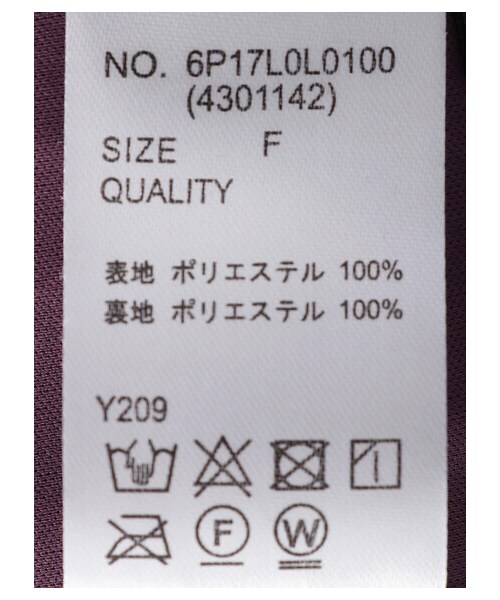 NO. 6P17L0L0100
(4301142)
SIZE F
QUALITY
表地 ポリエステル 100%
裏地 ポリエステル 100%
Y209
F W